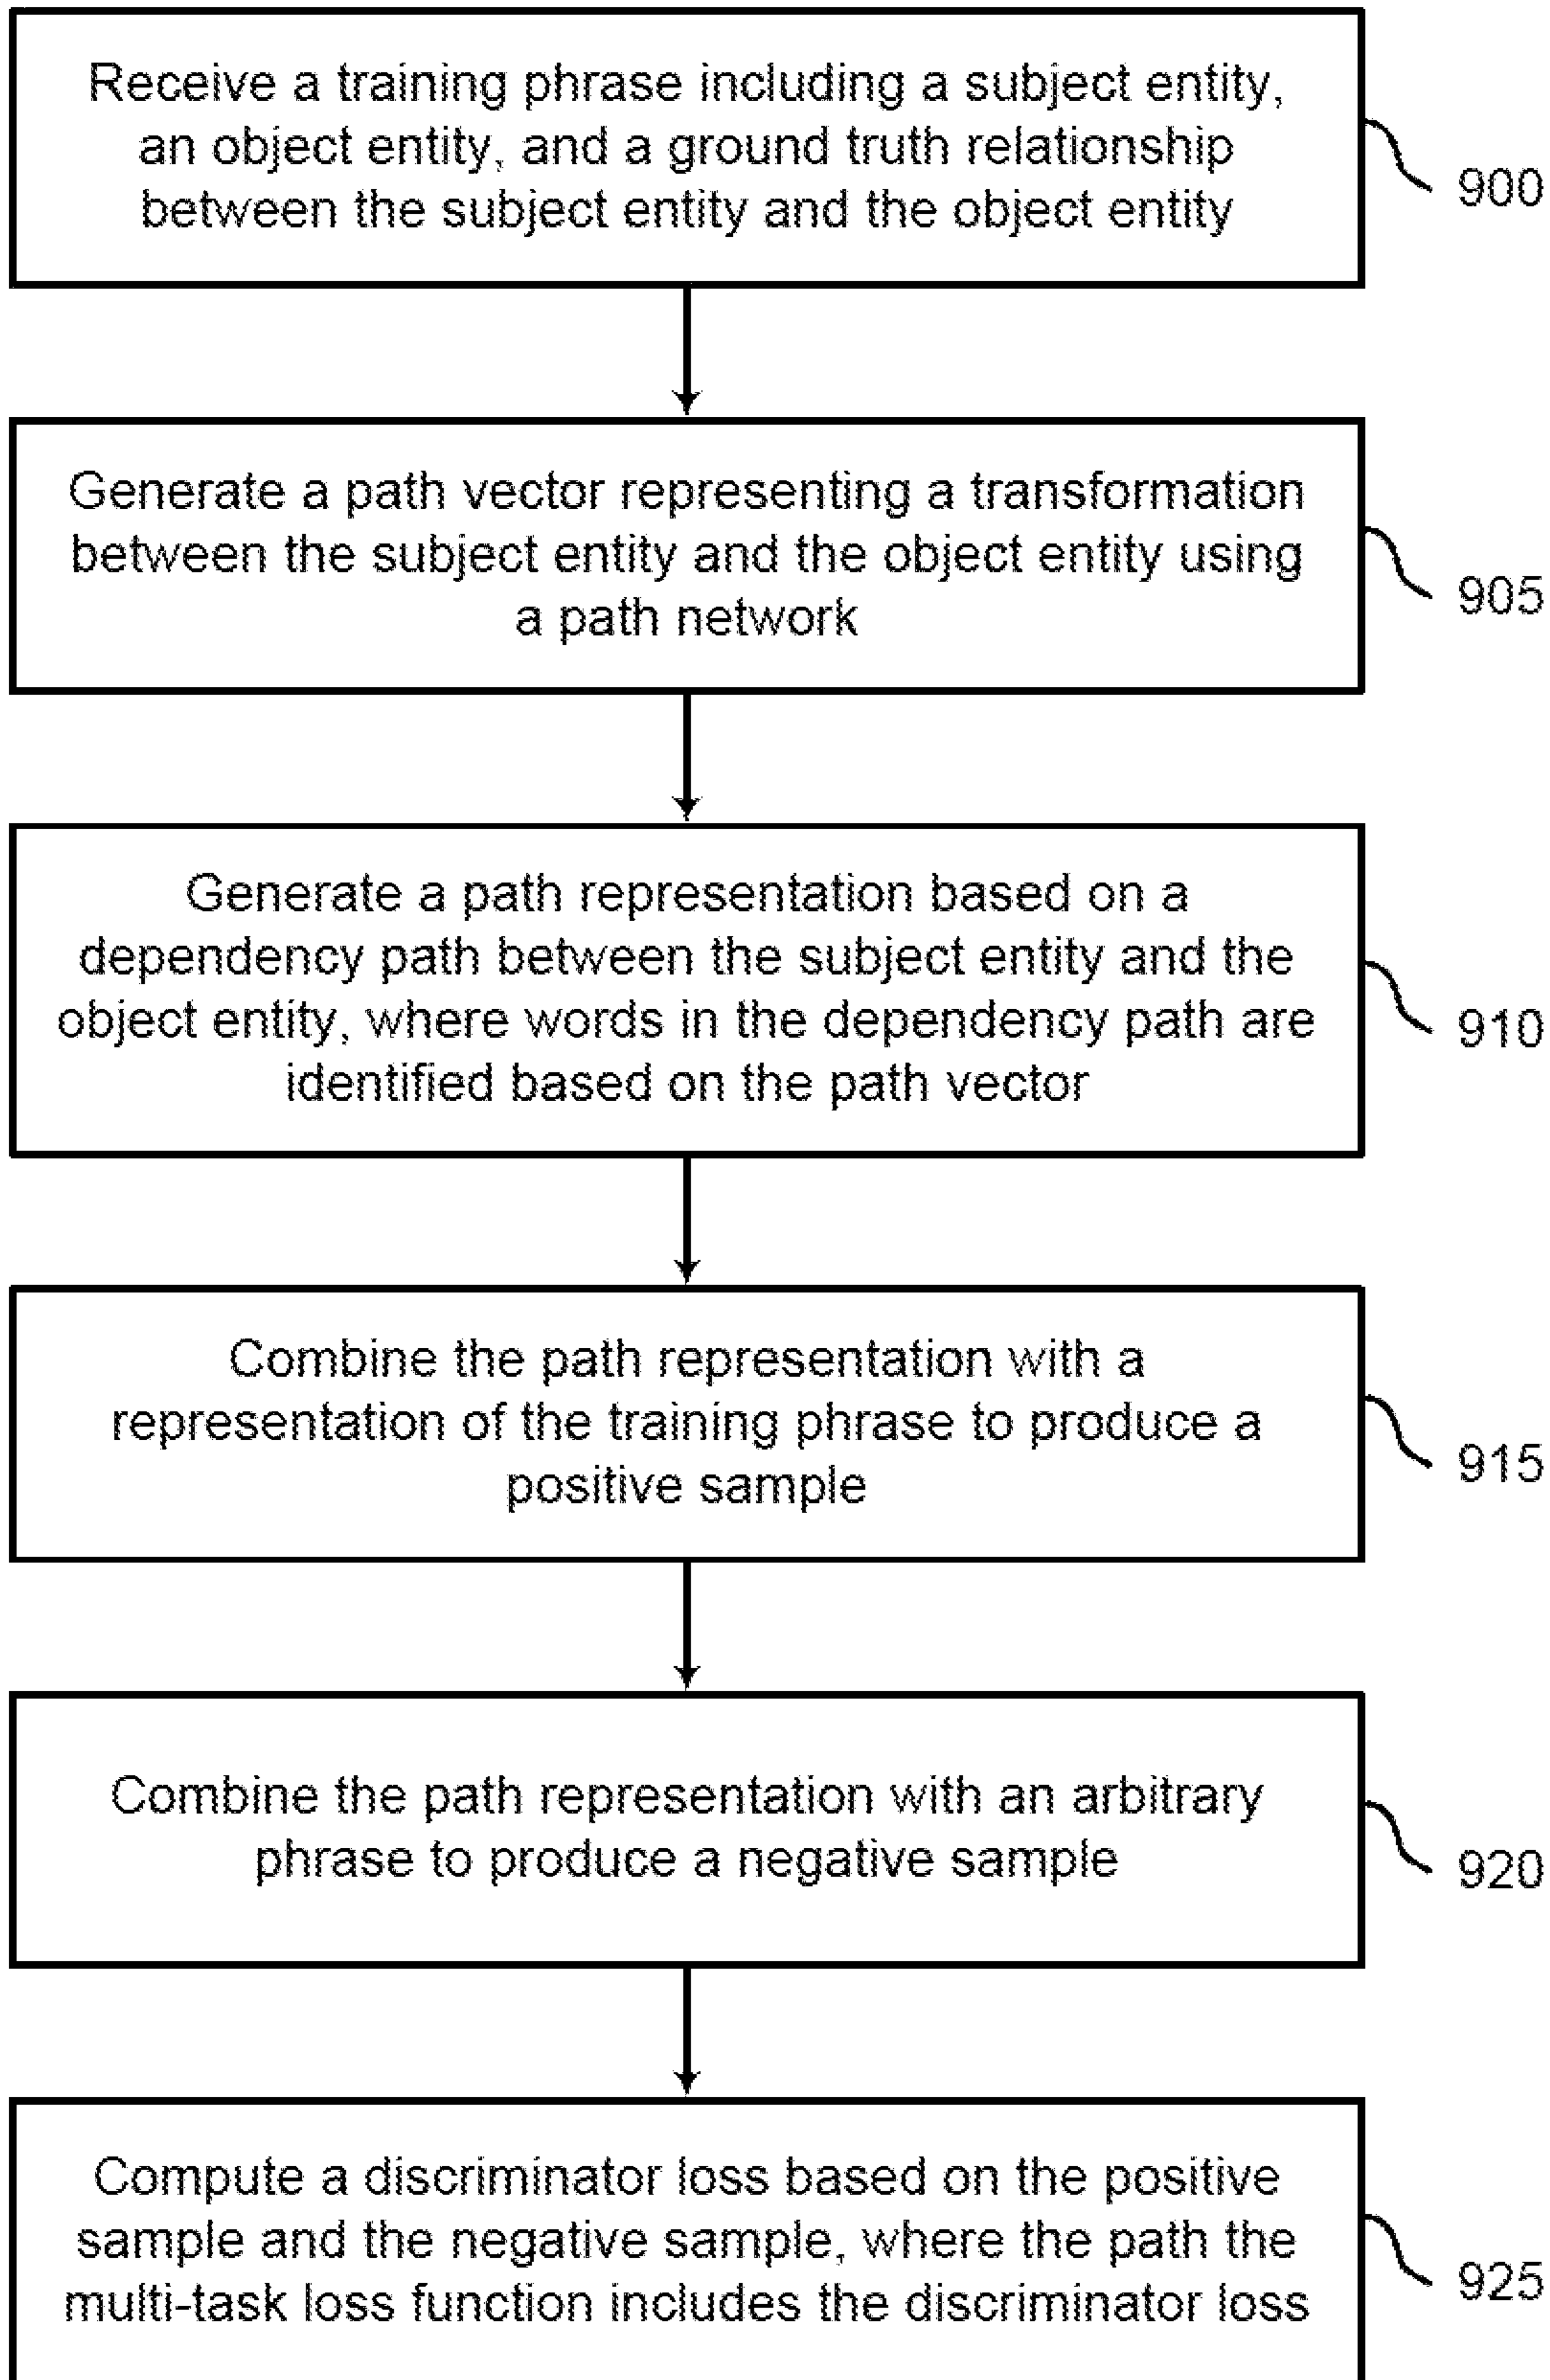 Receive a training phrase including a subject entity,
an object entity, and a ground truth relationship
between the subject entity and the object entity
900
Generate a path vector representing a transformation
between the subject entity and the object entity using
a path network
905
Generate a path representation based on a
dependency path between the subject entity and the
object entity, where words in the dependency path are
identified based on the path vector
910
Combine the path representation with a
representation of the training phrase to produce a
positive sample
915
Combine the path representation with an arbitrary
phrase to produce a negative sample
920
Compute a discriminator loss based on the positive
sample and the negative sample, where the path the
multi-task loss function includes the discriminator loss
925